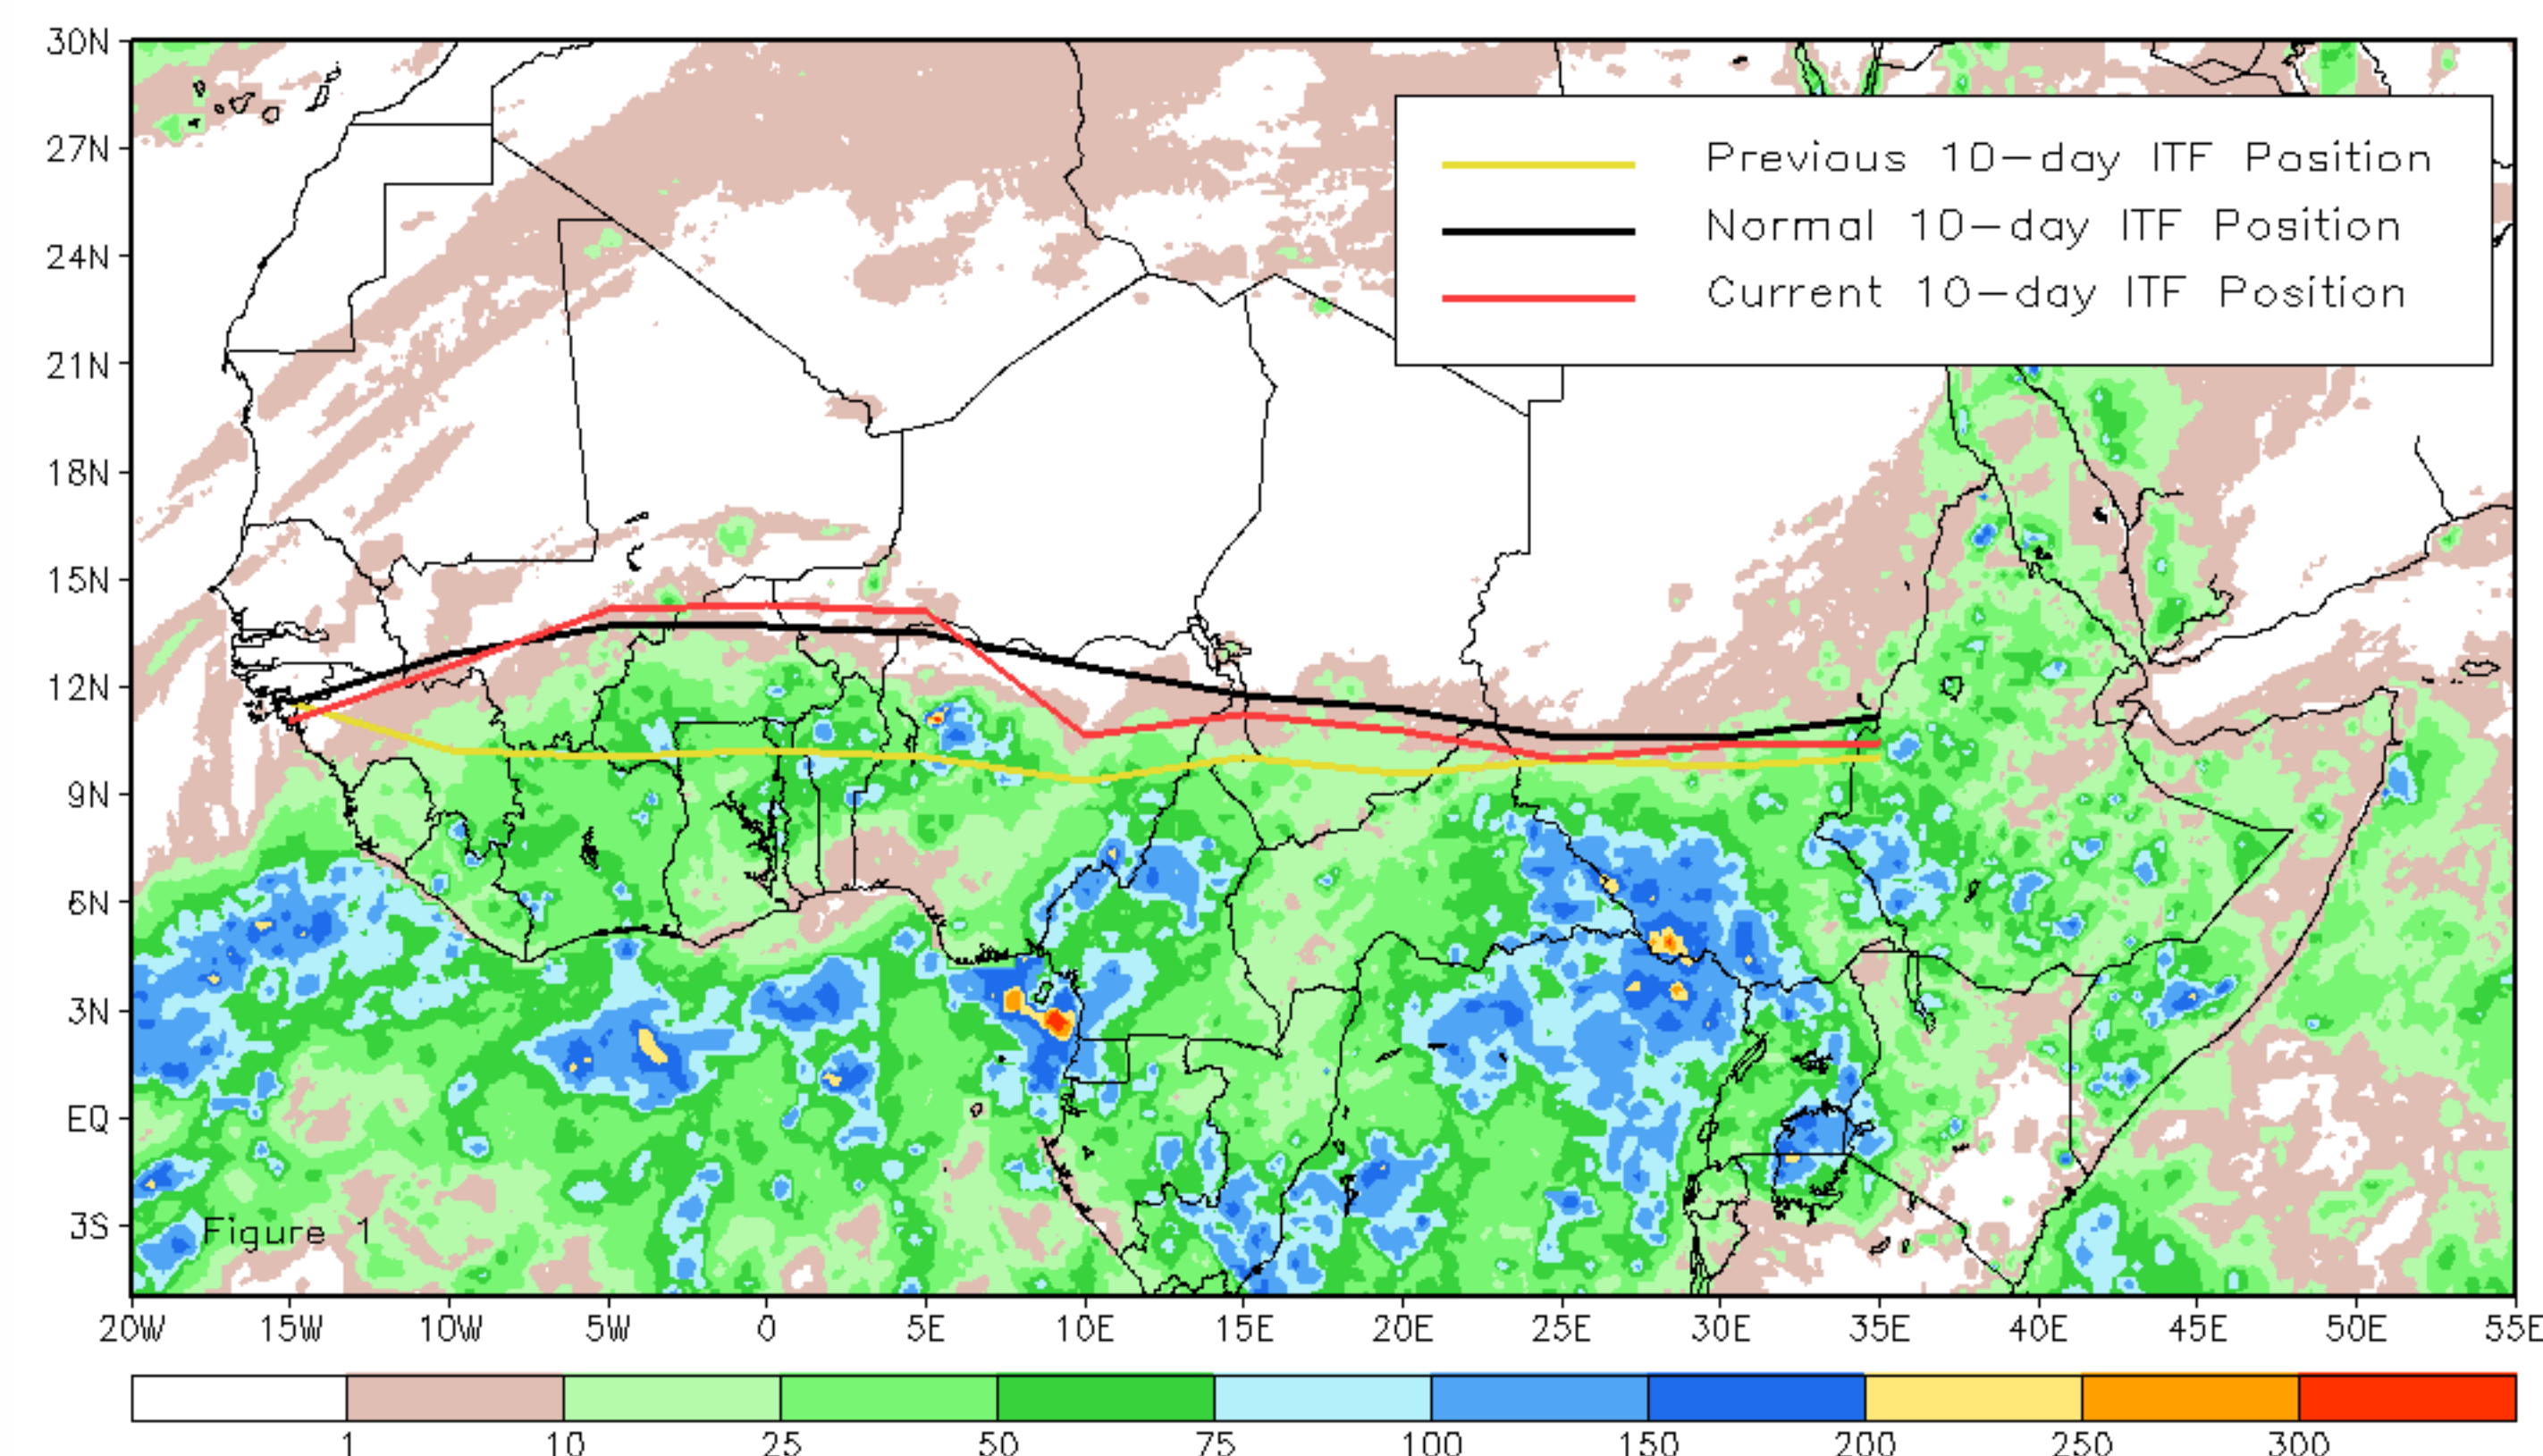 30N
27N
24N
21N
18N
15N
12N
9N
6N
3N
EQ
3S
Previous 10-day ITF Position
Normal 10-day ITF Position
Current 10-day ITF Position
Figure 1
20W 15W 10W 5W 0 5E 10E 15E 20E 25E 30E 35E 40E 45E 50E 55E
1 10 25 50 75 100 150 200 250 300